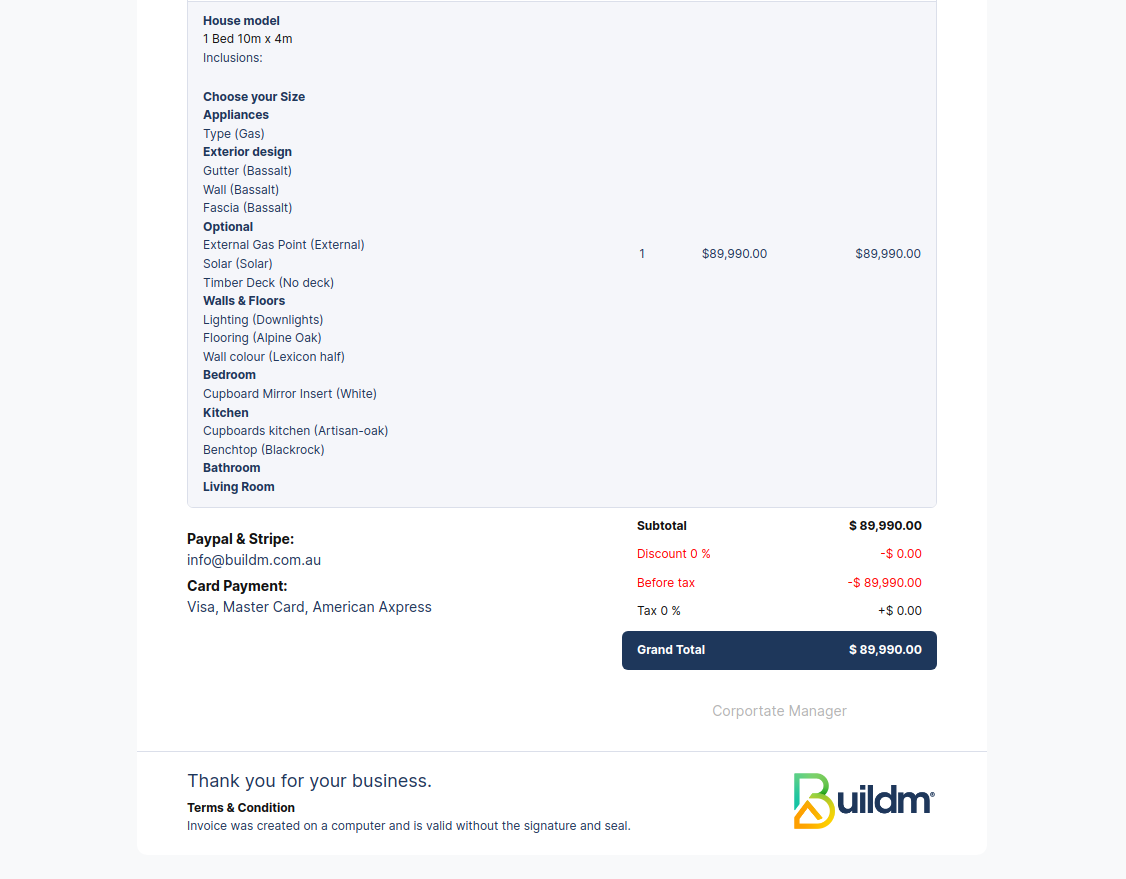 House model
1 Bed 10m x 4m
Inclusions:
Choose your Size
Appliances
Type (Gas)
Exterior design
Gutter (Bassalt)
Wall (Bassalt)
Fascia (Bassalt)
Optional
External Gas Point (External)
Solar (Solar)
Timber Deck (No deck)
Walls & Floors
Lighting (Downlights)
Flooring (Alpine Oak)
Wall colour (Lexicon half)
Bedroom
Cupboard Mirror Insert (White)
Kitchen
Cupboards kitchen (Artisan-oak)
Benchtop (Blackrock)
Bathroom
Living Room
1 $89,990.00 $89,990.00
Paypal & Stripe:
info@buildm.com.au
Card Payment:
Visa, Master Card, American Axpress
Subtotal $ 89,990.00
Discount 0 % -$ 0.00
Before tax -$ 89,990.00
Tax 0 % +$ 0.00
Grand Total $ 89,990.00
Corportate Manager
Thank you for your business.
Terms & Condition
Invoice was created on a computer and is valid without the signature and seal.
Buildm®